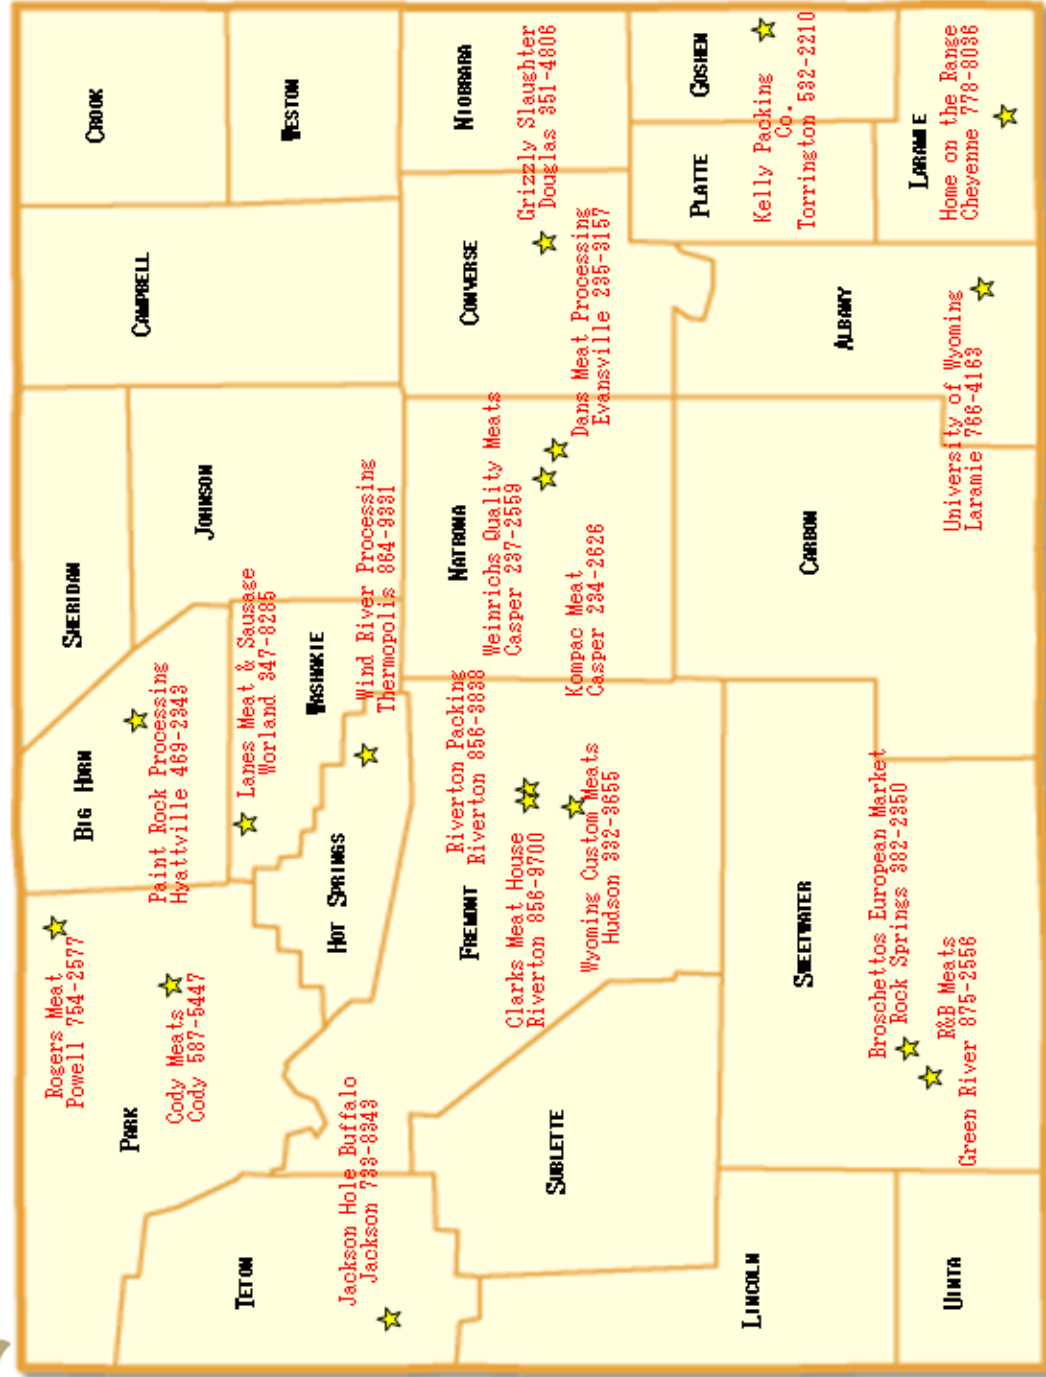 Rogers Meat
Powell 754-2577
PARK
Cody Meats
Cody 587-5447
BIG HORN
Paint Rock Processing
Hyattville 469-2343
SHERIDAN
JOHNSON
CAMPBELL
CROOK
WESTON
TETON
Jackson Hole Buffalo
Jackson 733-8343
HOT SPRINGS
Lanes Meat & Sausage
Worland 347-8285
WASHAKIE
Wind River Processing
Thermopolis 864-9331
FREMONT
Riverton Packing
Riverton 856-3838
Clarks Meat House
Riverton 856-9700
Wyoming Custom Meats
Hudson 332-3655
NATRONA
Weinrichs Quality Meats
Casper 237-2559
Kompac Meat
Casper 234-2626
CONVERSE
Dans Meat Processing
Evansville 235-3157
NIOBRARA
Grizzly Slaughter
Douglas 351-4806
SUBLETTE
LINCOLN
UINTA
SWEETWATER
Broschettos European Market
Rock Springs 382-2350
R&B Meats
Green River 875-2556
CARBON
ALBANY
University of Wyoming
Laramie 766-4163
PLATTE
GOSHEN
Kelly Packing
Co.
Torrington 532-2210
LARAMIE
Home on the Range
Cheyenne 778-8036